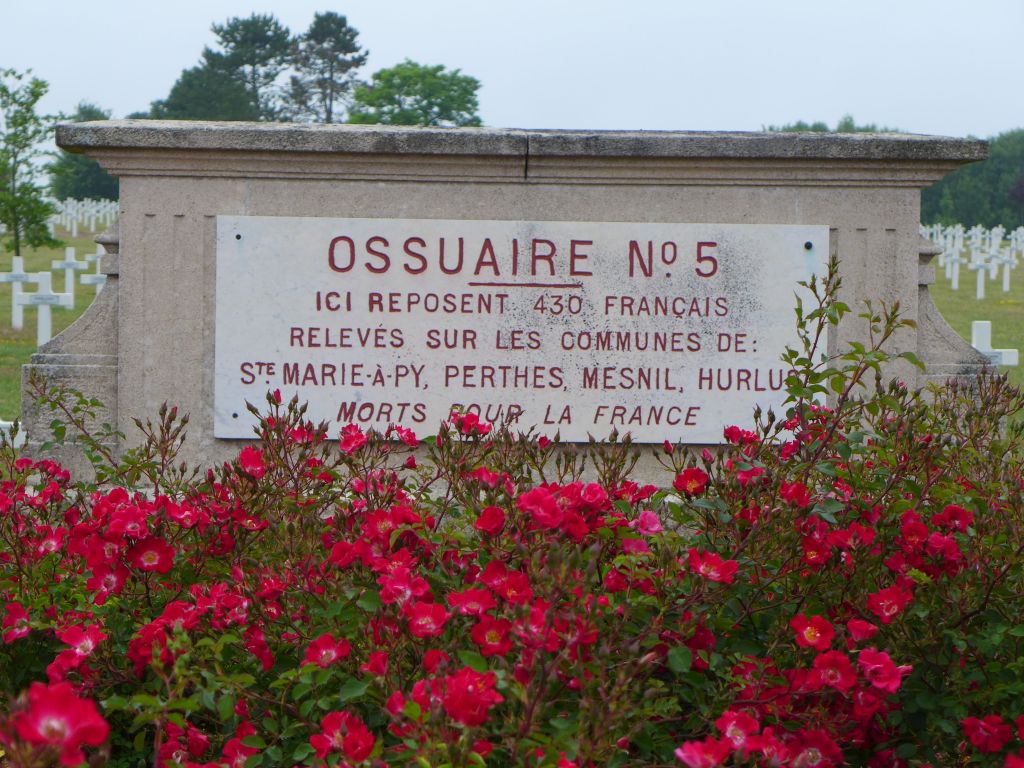 OSSUAIRE Nº 5
ICI REPOSENT 430 FRANÇAIS
RELEVÉS SUR LES COMMUNES DE:
STE MARIE-À-PY, PERTHES, MESNIL, HURLU
MORTS POUR LA FRANCE